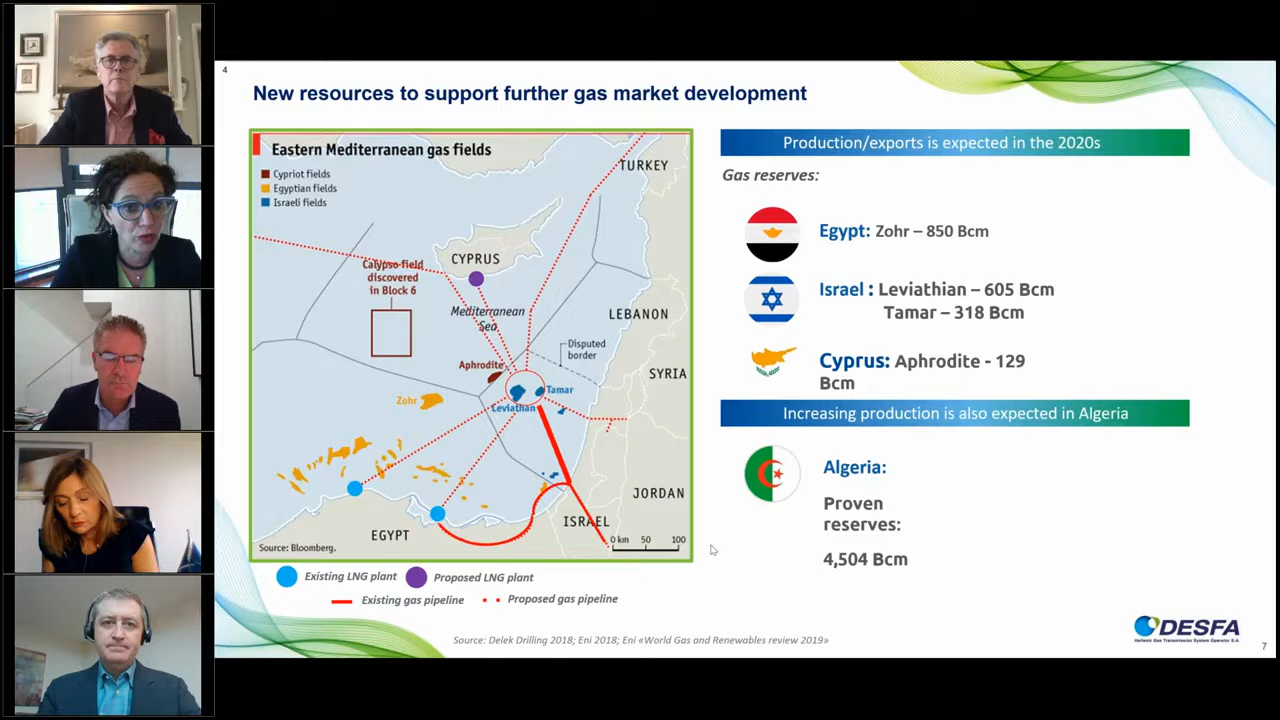 4
New resources to support further gas market development
Eastern Mediterranean gas fields
Cypriot fields
Egyptian fields
Israeli fields
TURKEY
CYPRUS
Calypso field
discovered
in Block 6
Mediterranean
Sea
LEBANON
Disputed
border
SYRIA
Aphrodite
Tamar
Leviathan
Zohr
JORDAN
ISRAEL
EGYPT
0 km 50 100
Source: Bloomberg.
Existing LNG plant
Proposed LNG plant
Existing gas pipeline
Proposed gas pipeline
Production/exports is expected in the 2020s
Gas reserves:
Egypt: Zohr – 850 Bcm
Israel : Leviathian – 605 Bcm
Tamar – 318 Bcm
Cyprus: Aphrodite - 129
Bcm
Increasing production is also expected in Algeria
Algeria:
Proven
reserves:
4,504 Bcm
Source: Delek Drilling 2018; Eni 2018; Eni «World Gas and Renewables review 2019»
DESFA
Hellenic Gas Transmission System Operator S.A.
7